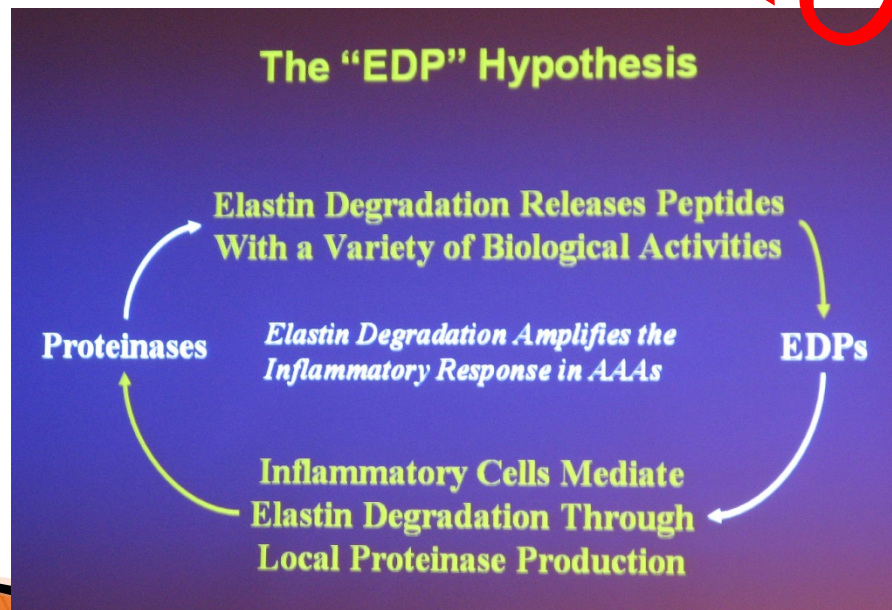 The “EDP” Hypothesis
Elastin Degradation Releases Peptides
With a Variety of Biological Activities
Proteinases
Elastin Degradation Amplifies the
Inflammatory Response in AAAs
EDPs
Inflammatory Cells Mediate
Elastin Degradation Through
Local Proteinase Production